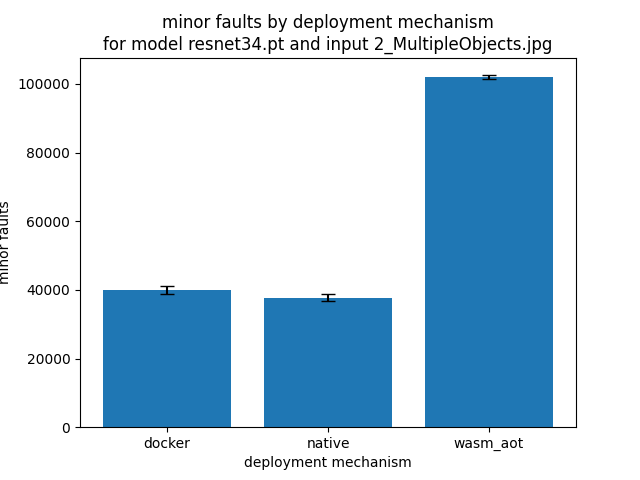 minor faults by deployment mechanism
for model resnet34.pt and input 2_MultipleObjects.jpg
100000
80000
60000
40000
20000
0
minor faults
docker
native
wasm_aot
deployment mechanism